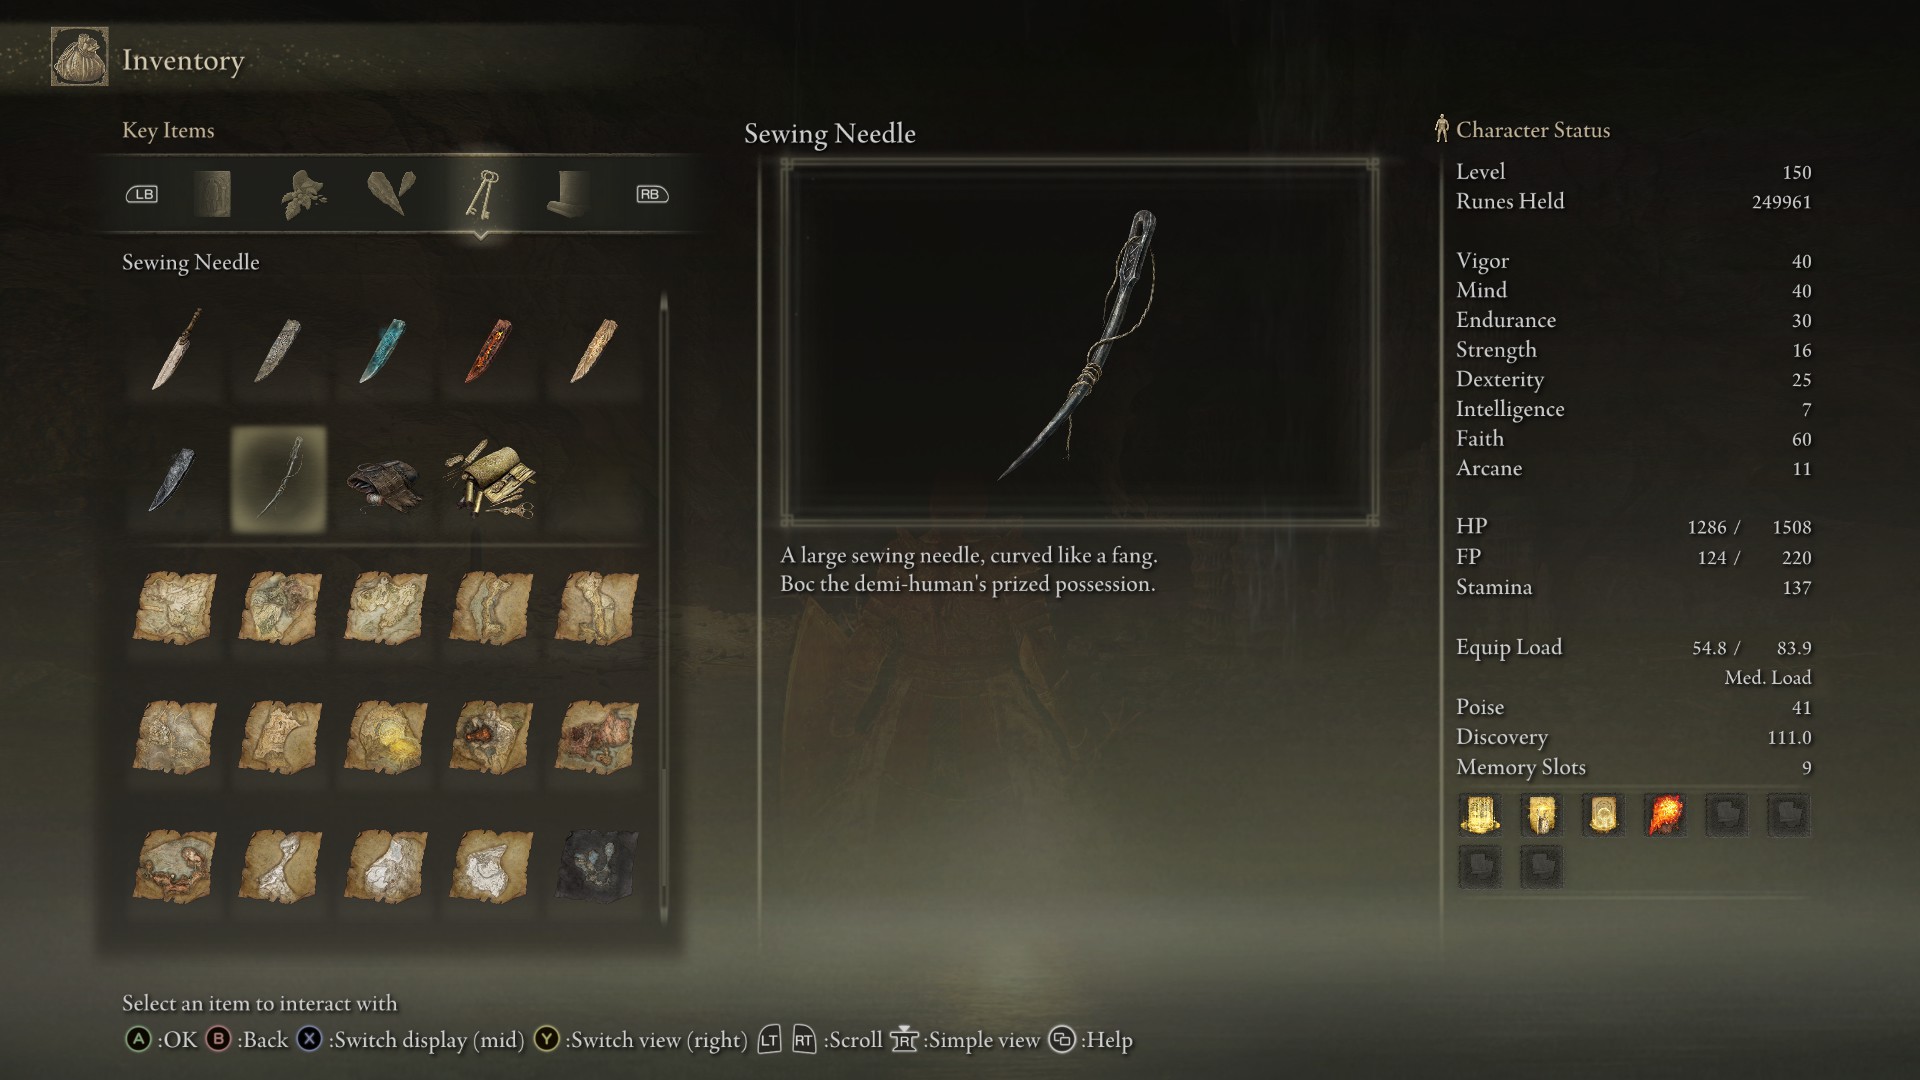 Inventory
Key Items
LB
RB
Sewing Needle
Sewing Needle
A large sewing needle, curved like a fang.
Boc the demi-human's prized possession.
Character Status
Level 150
Runes Held 249961
Vigor 40
Mind 40
Endurance 30
Strength 16
Dexterity 25
Intelligence 7
Faith 60
Arcane 11
HP 1286 / 1508
FP 124 / 220
Stamina 137
Equip Load 54.8 / 83.9
Med. Load
Poise 41
Discovery 111.0
Memory Slots 9
Select an item to interact with
A :OK B :Back X :Switch display (mid) Y :Switch view (right) LT RT :Scroll R :Simple view :Help